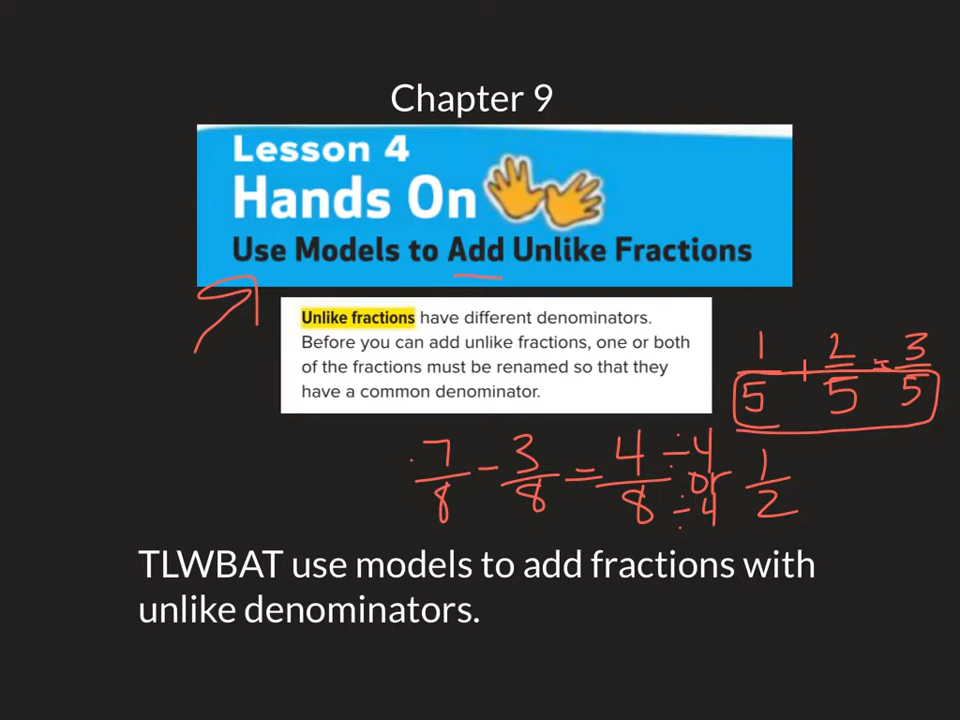 Chapter 9
Lesson 4
Hands On
Use Models to Add Unlike Fractions
Unlike fractions have different denominators.
Before you can add unlike fractions, one or both
of the fractions must be renamed so that they
have a common denominator.
1/5 + 2/5 = 3/5
7/8 - 3/8 = 4/8 ÷4/÷4 or 1/2
TLWBAT use models to add fractions with
unlike denominators.